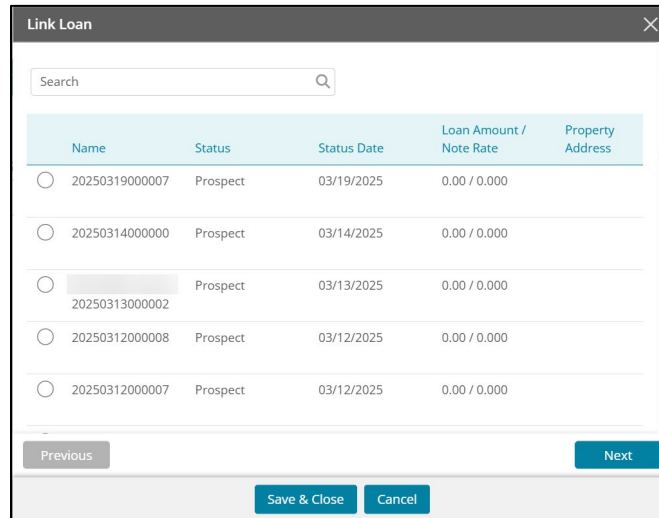 Link Loan
Search
Loan Amount / Property
Name Status Status Date Note Rate Address
20250319000007 Prospect 03/19/2025 0.00 / 0.000
20250314000000 Prospect 03/14/2025 0.00 / 0.000
Prospect 03/13/2025 0.00 / 0.000
20250313000002
20250312000008 Prospect 03/12/2025 0.00 / 0.000
20250312000007 Prospect 03/12/2025 0.00 / 0.000
Previous Next
Save & Close Cancel